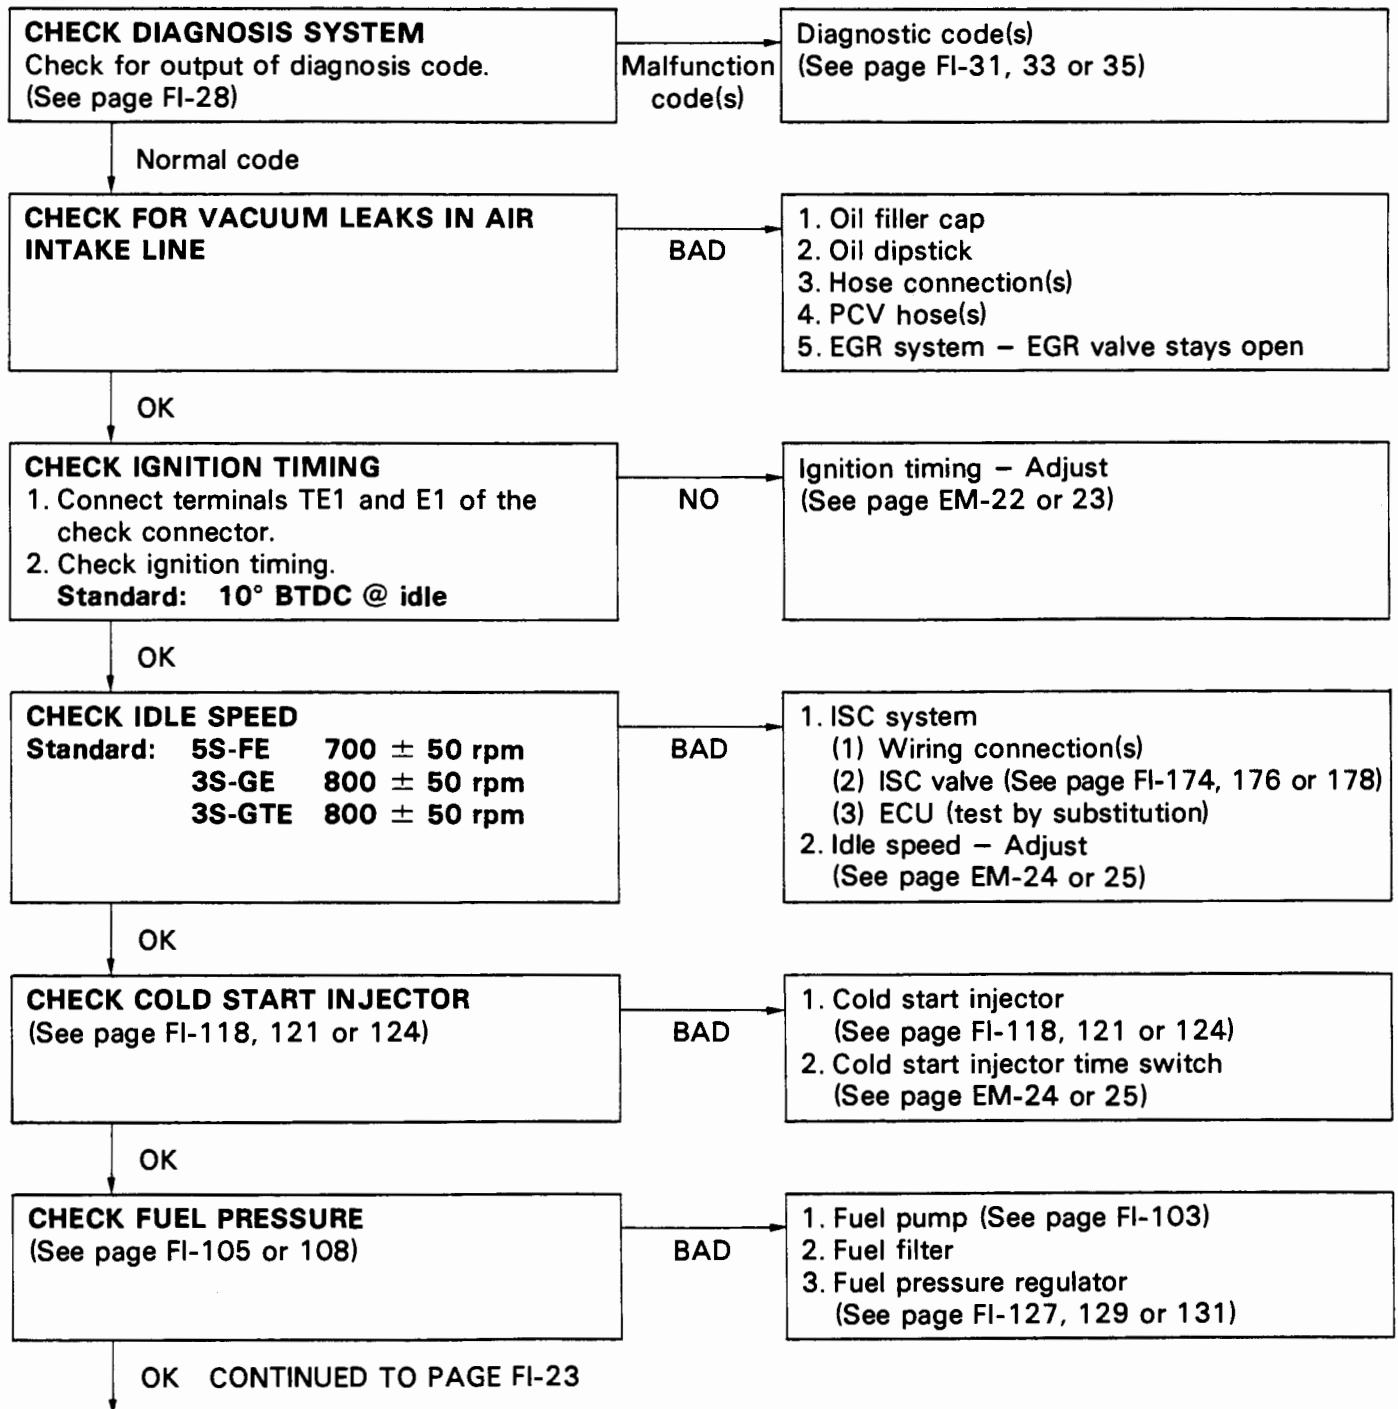 CHECK DIAGNOSIS SYSTEM
Check for output of diagnosis code.
(See page FI-28)
Malfunction
code(s)
Diagnostic code(s)
(See page FI-31, 33 or 35)
Normal code
CHECK FOR VACUUM LEAKS IN AIR
INTAKE LINE
BAD
1. Oil filler cap
2. Oil dipstick
3. Hose connection(s)
4. PCV hose(s)
5. EGR system – EGR valve stays open
OK
CHECK IGNITION TIMING
1. Connect terminals TE1 and E1 of the
check connector.
2. Check ignition timing.
Standard: 10° BTDC @ idle
NO
Ignition timing – Adjust
(See page EM-22 or 23)
OK
CHECK IDLE SPEED
Standard: 5S-FE 700 ± 50 rpm
3S-GE 800 ± 50 rpm
3S-GTE 800 ± 50 rpm
BAD
1. ISC system
(1) Wiring connection(s)
(2) ISC valve (See page FI-174, 176 or 178)
(3) ECU (test by substitution)
2. Idle speed – Adjust
(See page EM-24 or 25)
OK
CHECK COLD START INJECTOR
(See page FI-118, 121 or 124)
BAD
1. Cold start injector
(See page FI-118, 121 or 124)
2. Cold start injector time switch
(See page EM-24 or 25)
OK
CHECK FUEL PRESSURE
(See page FI-105 or 108)
BAD
1. Fuel pump (See page FI-103)
2. Fuel filter
3. Fuel pressure regulator
(See page FI-127, 129 or 131)
OK CONTINUED TO PAGE FI-23